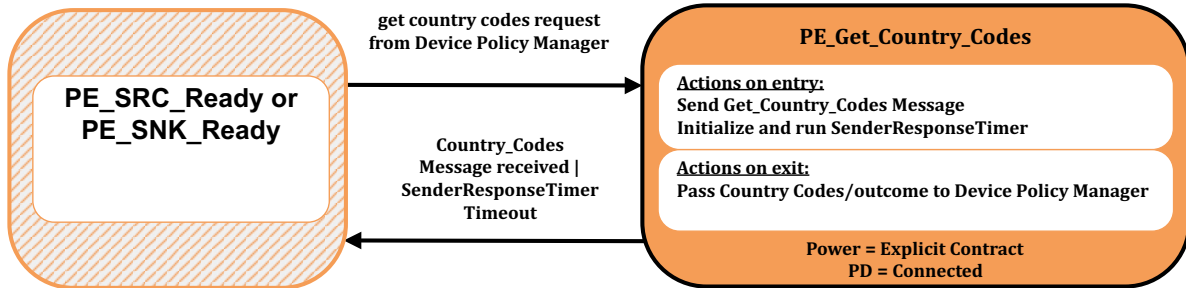 get country codes request
from Device Policy Manager
PE_SRC_Ready or
PE_SNK_Ready
Country_Codes
Message received |
SenderResponseTimer
Timeout
PE_Get_Country_Codes
Actions on entry:
Send Get_Country_Codes Message
Initialize and run SenderResponseTimer
Actions on exit:
Pass Country Codes/outcome to Device Policy Manager
Power = Explicit Contract
PD = Connected